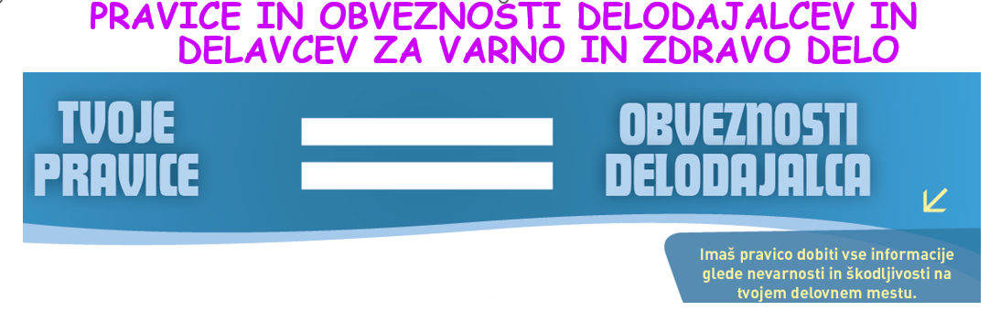 PRAVICE IN OBVEZNOSTI DELODAJALCEV IN
DELAVCEV ZA VARNO IN ZDRAVO DELO
TVOJE
PRAVICE
=
OBVEZNOSTI
DELODAJALCA
Imaš pravico dobiti vse informacije
glede nevarnosti in škodljivosti na
tvojem delovnem mestu.